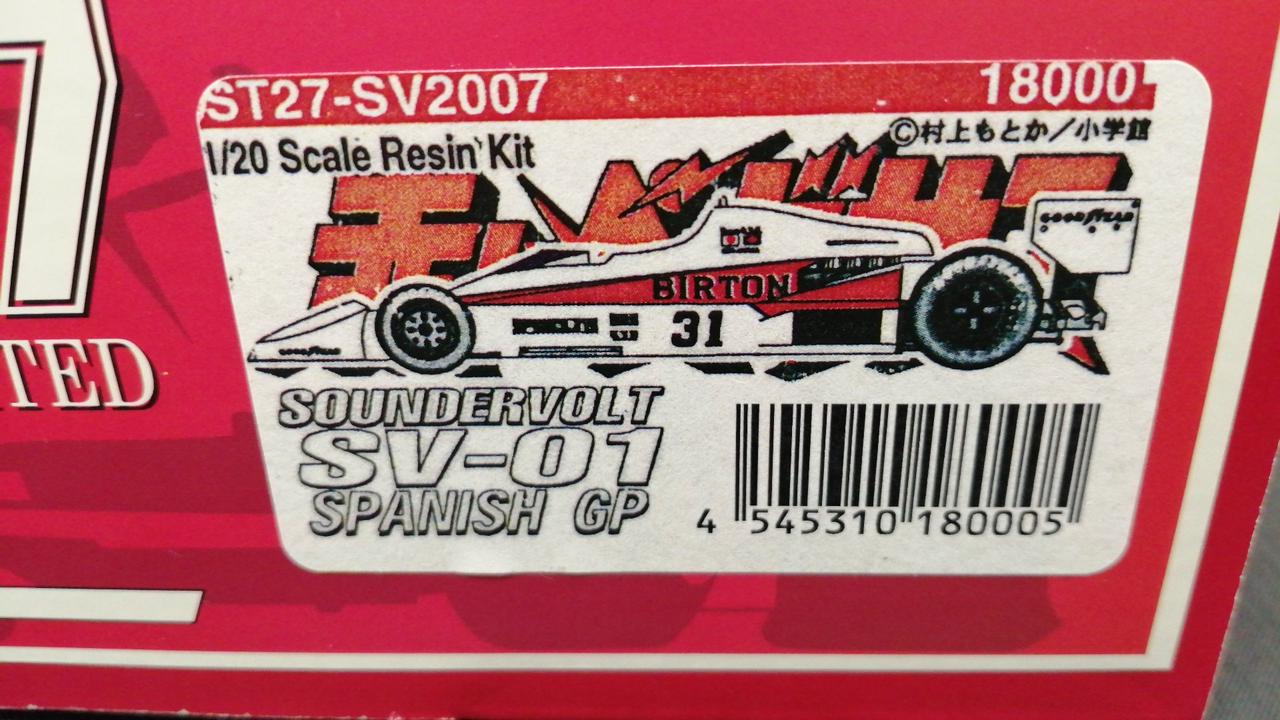 TED
ST27-SV2007
18000
1/20 Scale Resin Kit
©村上もとか/小学館
GOODYEAR
BIRTON
31
GOODYEAR
SOUNDERVOLT
SV-01
SPANISH GP
4 545310 180005